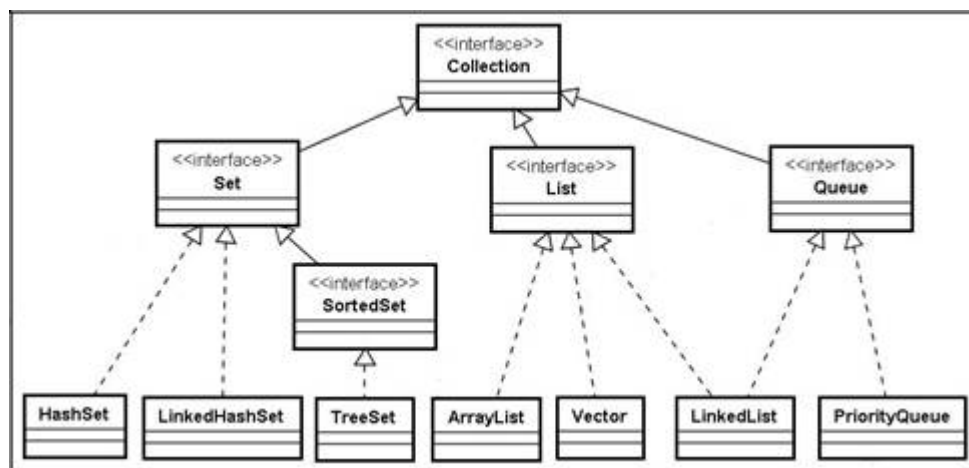 <<interface>>
Collection
<<interface>>
Set
<<interface>>
List
<<interface>>
Queue
<<interface>>
SortedSet
HashSet
LinkedHashSet
TreeSet
ArrayList
Vector
LinkedList
PriorityQueue